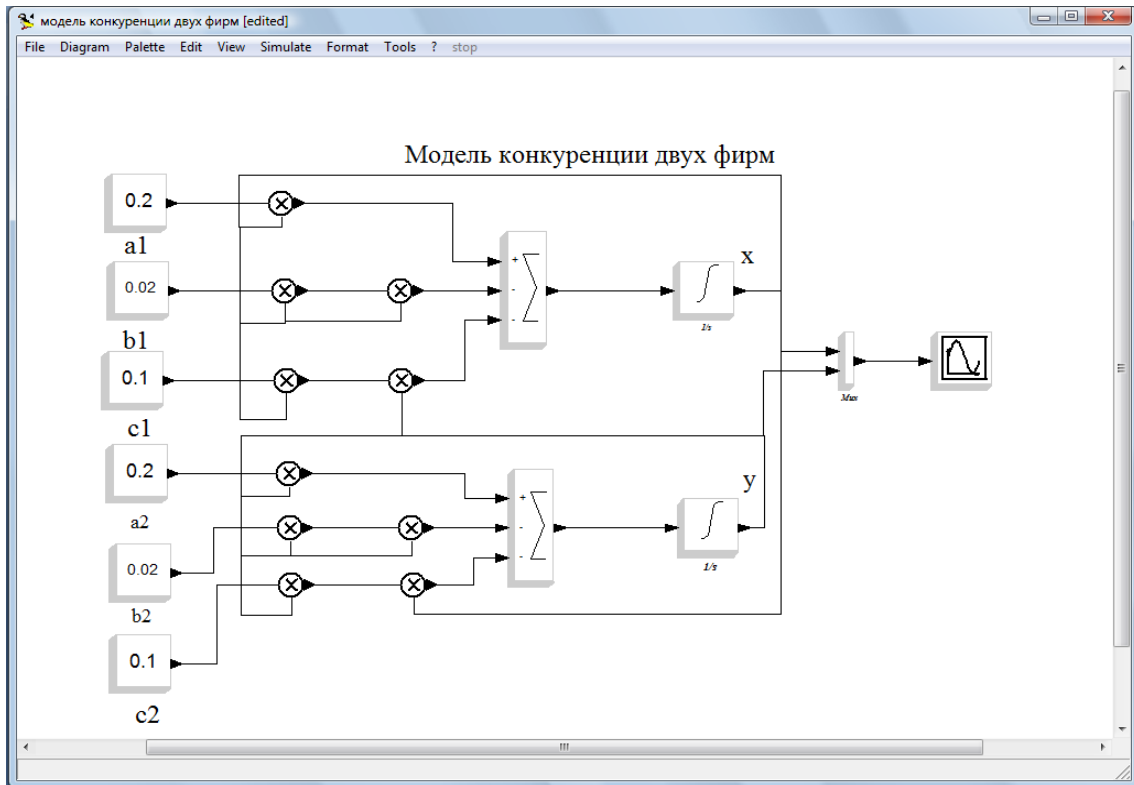 модель конкуренции двух фирм [edited]
File Diagram Palette Edit View Simulate Format Tools ? stop
Модель конкуренции двух фирм
0.2
a1
0.02
b1
0.1
c1
+
-
-
1/s
x
Mux
0.2
a2
0.02
b2
0.1
c2
+
-
-
1/s
y